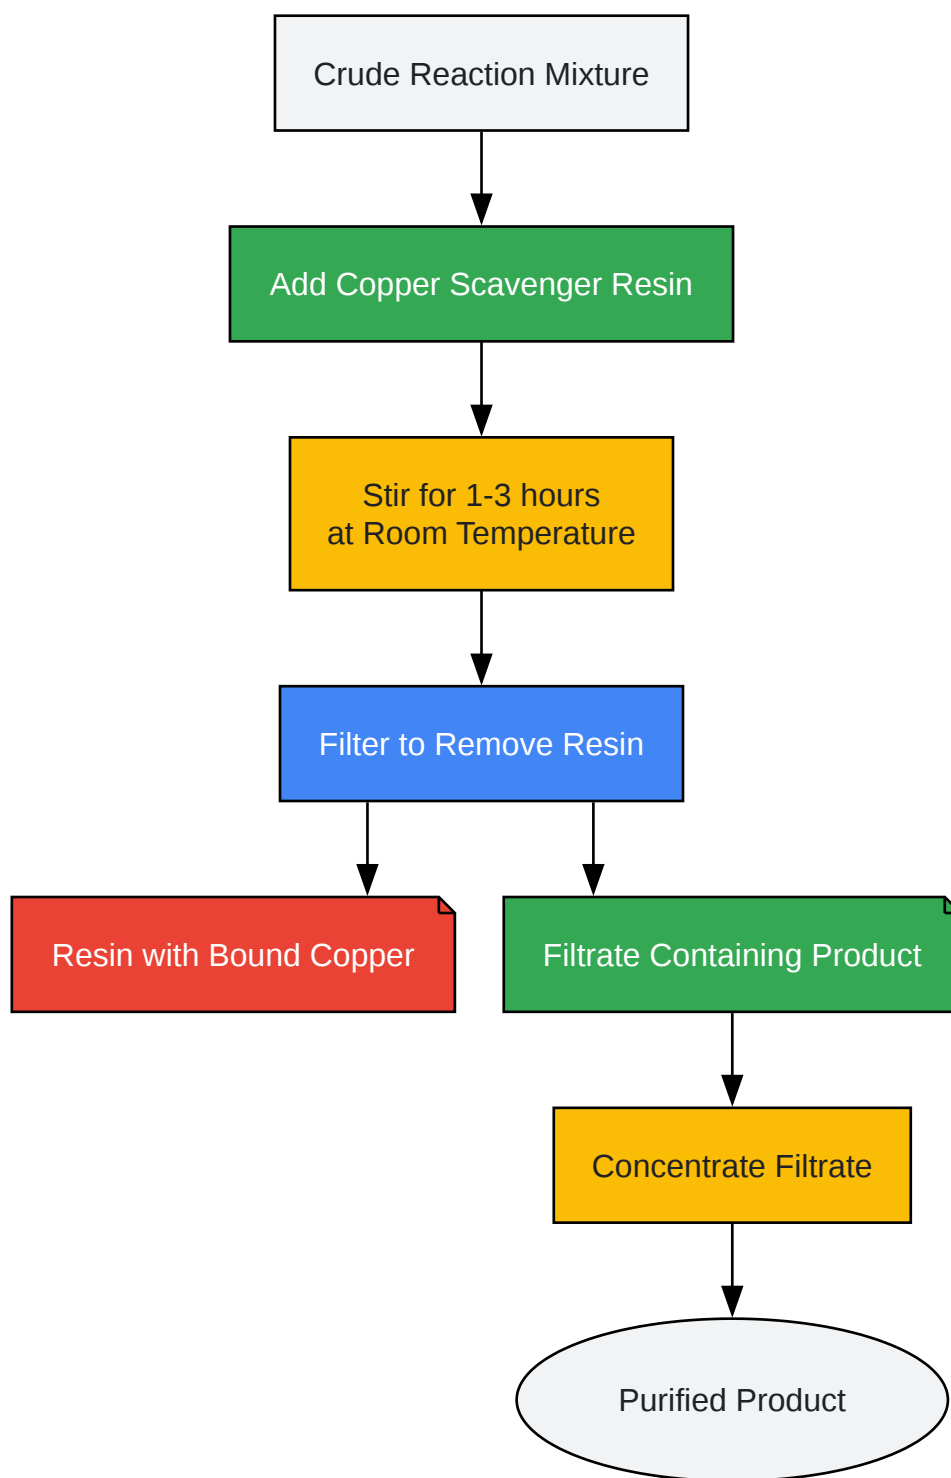 Crude Reaction Mixture
Add Copper Scavenger Resin
Stir for 1-3 hours
at Room Temperature
Filter to Remove Resin
Resin with Bound Copper
Filtrate Containing Product
Concentrate Filtrate
Purified Product